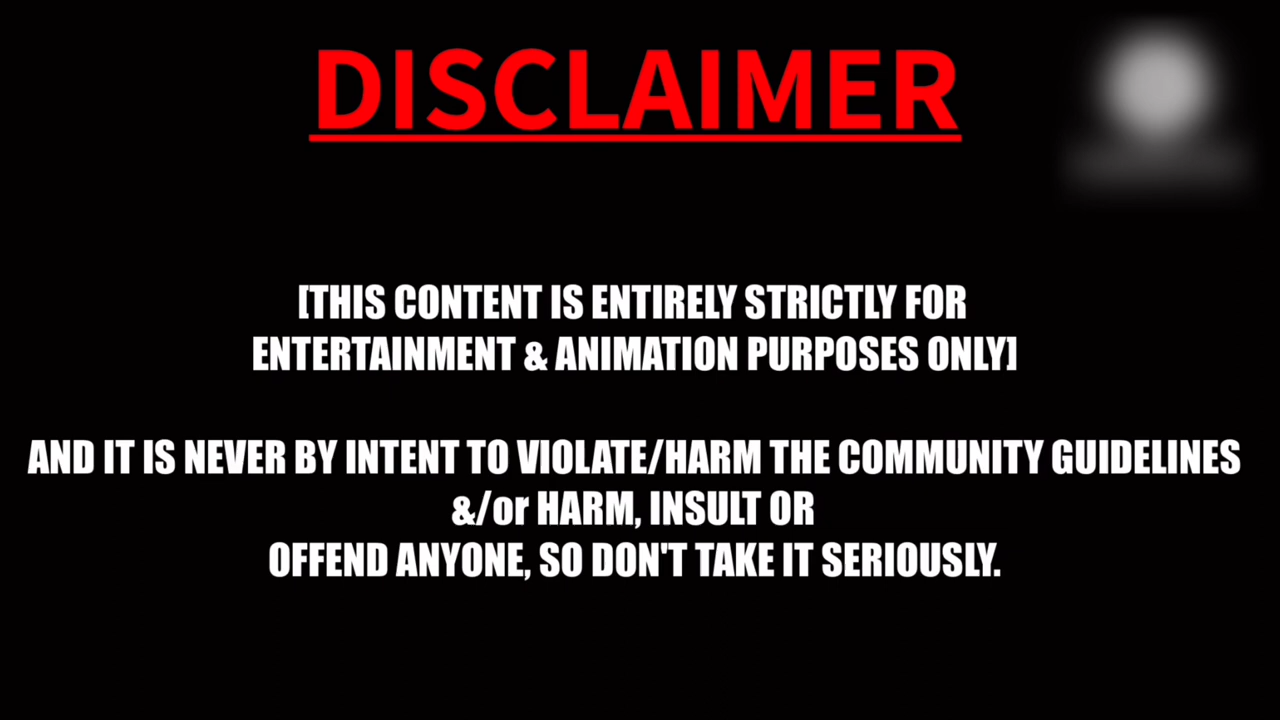 DISCLAIMER
[THIS CONTENT IS ENTIRELY STRICTLY FOR
ENTERTAINMENT & ANIMATION PURPOSES ONLY]
AND IT IS NEVER BY INTENT TO VIOLATE/HARM THE COMMUNITY GUIDELINES
&/or HARM, INSULT OR
OFFEND ANYONE, SO DON'T TAKE IT SERIOUSLY.